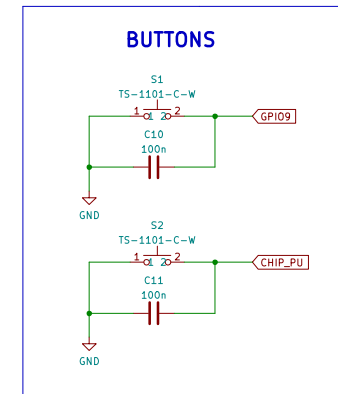 BUTTONS
S1
TS-1101-C-W
1 1 2 2
GPIO9
C10
100n
GND
S2
TS-1101-C-W
1 1 2 2
CHIP_PU
C11
100n
GND